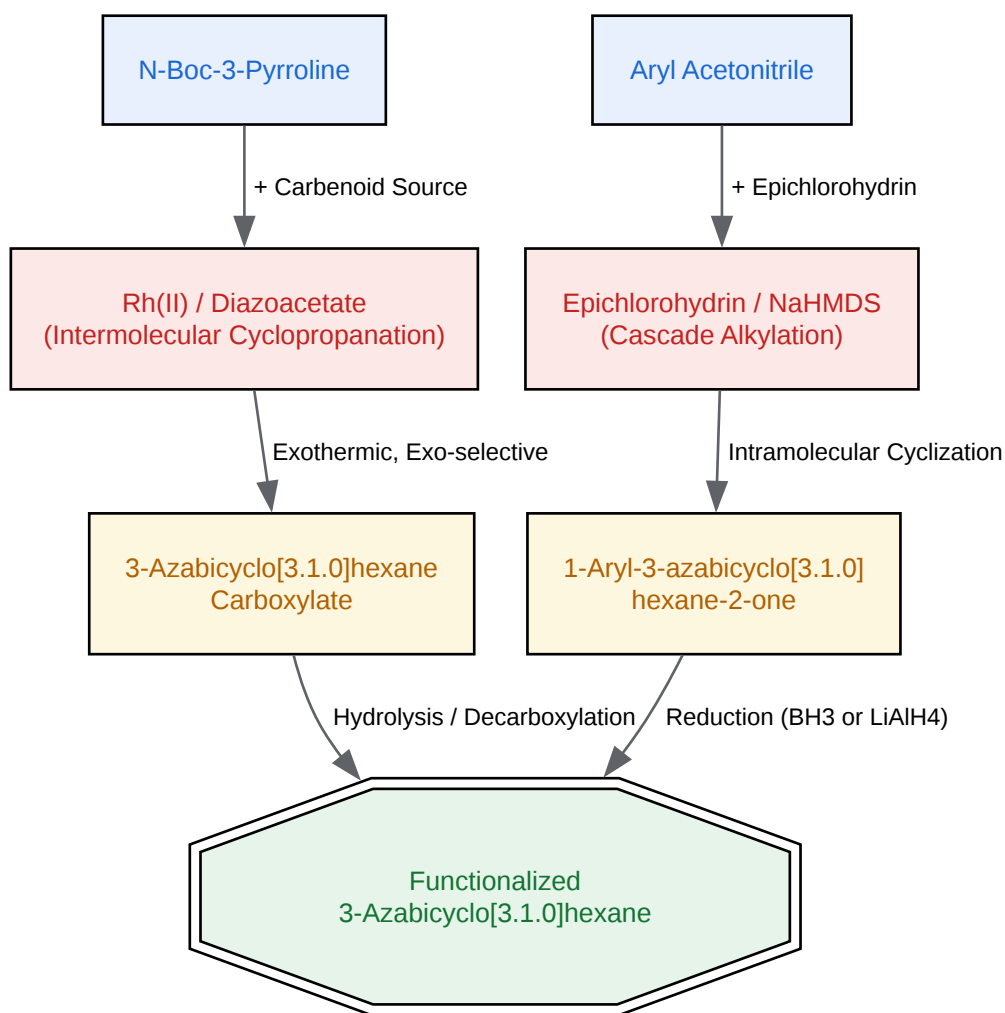 N-Boc-3-Pyrroline
Aryl Acetonitrile
+ Carbenoid Source
+ Epichlorohydrin
Rh(II) / Diazoacetate
(Intermolecular Cyclopropanation)
Epichlorohydrin / NaHMDS
(Cascade Alkylation)
Exothermic, Exo-selective
Intramolecular Cyclization
3-Azabicyclo[3.1.0]hexane
Carboxylate
1-Aryl-3-azabicyclo[3.1.0]
hexane-2-one
Hydrolysis / Decarboxylation
Reduction (BH3 or LiAlH4)
Functionalized
3-Azabicyclo[3.1.0]hexane